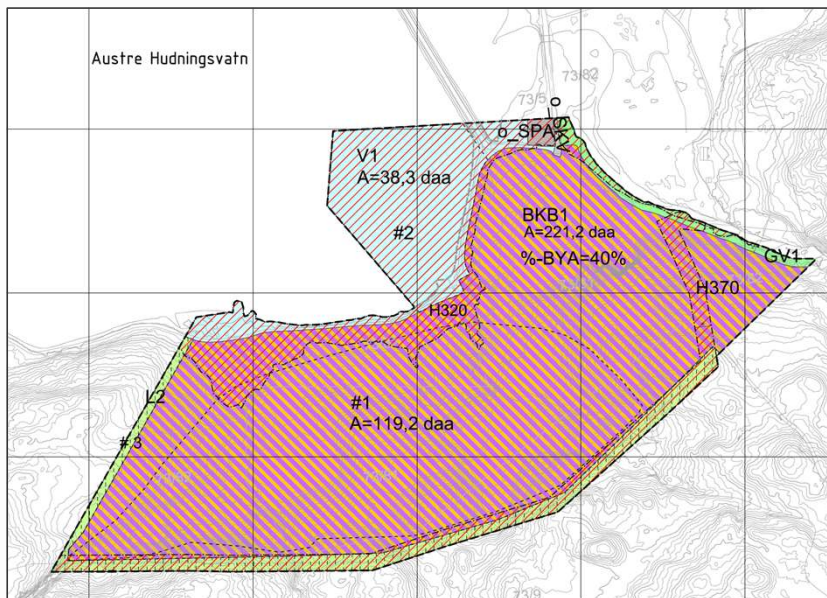 Austre Hudningsvatn
73/82
73/5
o_SPA
V1
A=38,3 daa
#2
BKB1
A=221,2 daa
%-BYA=40%
GV1
H370
H320
L2
#1
A=119,2 daa
#3
73/9